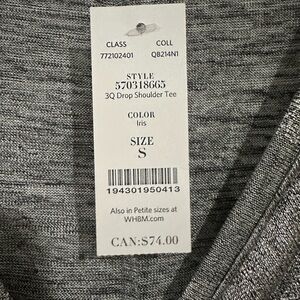 CLASS COLL
772102401 QB214N1
STYLE
570318665
3Q Drop Shoulder Tee
COLOR
Iris
SIZE
S
194301950413
Also in Petite sizes at
WHBM.com
CAN:$74.00